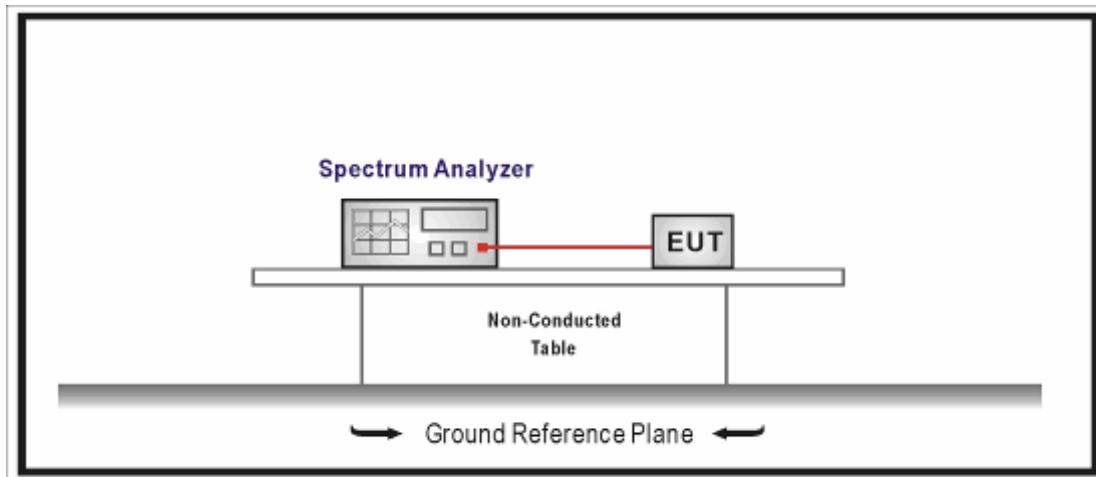 Spectrum Analyzer
EUT
Non-Conducted
Table
Ground Reference Plane